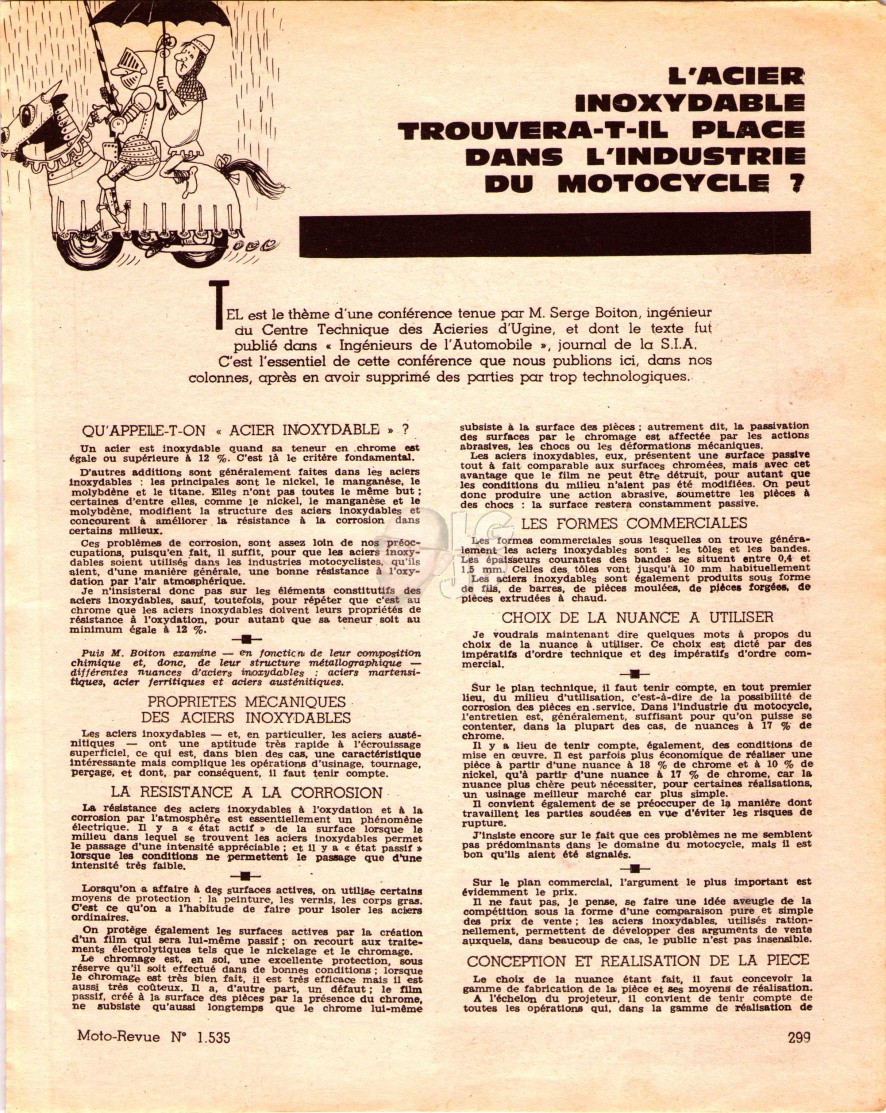 L'ACIER
INOXYDABLE
TROUVERA-T-IL PLACE
DANS L'INDUSTRIE
DU MOTOCYCLE ?
TEL est le thème d'une conférence tenue par M. Serge Boiton, ingénieur
du Centre Technique des Acieries d'Ugine, et dont le texte fut
publié dans « Ingénieurs de l'Automobile », journal de la S.I.A.
C'est l'essentiel de cette conférence que nous publions ici, dans nos
colonnes, après en avoir supprimé des parties par trop technologiques.
QU'APPELLE-T-ON « ACIER INOXYDABLE » ?
Un acier est inoxydable quand sa teneur en chrome est
égale ou supérieure à 12 %. C'est là le critère fondamental.
D'autres additions sont généralement faites dans les aciers
inoxydables : les principales sont le nickel, le manganèse, le
molybdène et le titane. Elles n'ont pas toutes le même but ;
certaines d'entre elles, comme le nickel, le manganèse et le
molybdène, modifient la structure des aciers inoxydables et
concourent à améliorer la résistance à la corrosion dans
certains milieux.
Ces problèmes de corrosion, sont assez loin de nos préoc-
cupations, puisqu'en fait, il suffit, pour que les aciers inoxy-
dables soient utilisés dans les industries motocyclistes, qu'ils
aient, d'une manière générale, une bonne résistance à l'oxy-
dation par l'air atmosphérique.
Je n'insisterai donc pas sur les éléments constitutifs des
aciers inoxydables, sauf, toutefois, pour répéter que c'est au
chrome que les aciers inoxydables doivent leurs propriétés de
résistance à l'oxydation, pour autant que sa teneur soit au
minimum égale à 12 %.
Puis M. Boiton examine — en fonction de leur composition
chimique et, donc, de leur structure métallographique —
différentes nuances d'aciers inoxydables : aciers martensi-
tiques, acier ferritiques et aciers austénitiques.
PROPRIETES MÉCANIQUES
DES ACIERS INOXYDABLES
Les aciers inoxydables — et, en particulier, les aciers austé-
nitiques — ont une aptitude très rapide à l'écrouissage
superficiel, ce qui est, dans bien des cas, une caractéristique
intéressante mais complique les opérations d'usinage, tournage,
perçage, et dont, par conséquent, il faut tenir compte.
LA RESISTANCE A LA CORROSION
La résistance des aciers inoxydables à l'oxydation et à la
corrosion par l'atmosphère est essentiellement un phénomène
électrique. Il y a « état actif » de la surface lorsque le
milieu dans lequel se trouvent les aciers inoxydables permet
le passage d'une intensité appréciable ; et il y a « état passif »
lorsque les conditions ne permettent le passage que d'une
intensité très faible.
Lorsqu'on a affaire à des surfaces actives, on utilise certains
moyens de protection : la peinture, les vernis, les corps gras.
C'est ce qu'on a l'habitude de faire pour isoler les aciers
ordinaires.
On protège également les surfaces actives par la création
d'un film qui sera lui-même passif ; on recourt aux traite-
ments électrolytiques tels que le nickelage et le chromage.
Le chromage est, en soi, une excellente protection, sous
réserve qu'il soit effectué dans de bonnes conditions ; lorsque
le chromage est très bien fait, il est très efficace mais il est
aussi très coûteux. Il a, d'autre part, un défaut ; le film
passif, créé à la surface des pièces par la présence du chrome,
ne subsiste qu'aussi longtemps que le chrome lui-même
subsiste à la surface des pièces ; autrement dit, la passivation
des surfaces par le chromage est affectée par les actions
abrasives, les chocs ou les déformations mécaniques.
Les aciers inoxydables, eux, présentent une surface passive
tout à fait comparable aux surfaces chromées, mais avec cet
avantage que le film ne peut être détruit, pour autant que
les conditions du milieu n'aient pas été modifiées. On peut
donc produire une action abrasive, soumettre les pièces à
des chocs : la surface restera constamment passive.
LES FORMES COMMERCIALES
Les formes commerciales sous lesquelles on trouve généra-
lement les aciers inoxydables sont : les tôles et les bandes.
Les épaisseurs courantes des bandes se situent entre 0,4 et
1,5 mm. Celles des tôles vont jusqu'à 10 mm habituellement
Les aciers inoxydables sont également produits sous forme
de fils, de barres, de pièces moulées, de pièces forgées, de
pièces extrudées à chaud.
CHOIX DE LA NUANCE A UTILISER
Je voudrais maintenant dire quelques mots à propos du
choix de la nuance à utiliser. Ce choix est dicté par des
impératifs d'ordre technique et des impératifs d'ordre com-
mercial.
Sur le plan technique, il faut tenir compte, en tout premier
lieu, du milieu d'utilisation, c'est-à-dire de la possibilité de
corrosion des pièces en service. Dans l'industrie du motocycle,
l'entretien est, généralement, suffisant pour qu'on puisse se
contenter, dans la plupart des cas, de nuances à 17 % de
chrome.
Il y a lieu de tenir compte, également, des conditions de
mise en œuvre. Il est parfois plus économique de réaliser une
pièce à partir d'une nuance à 18 % de chrome et à 10 % de
nickel, qu'à partir d'une nuance à 17 % de chrome, car la
nuance plus chère peut nécessiter, pour certaines réalisations,
un usinage meilleur marché car plus simple.
Il convient également de se préoccuper de la manière dont
travaillent les parties soudées en vue d'éviter les risques de
rupture.
J'insiste encore sur le fait que ces problèmes ne me semblent
pas prédominants dans le domaine du motocycle, mais il est
bon qu'ils aient été signalés.
Sur le plan commercial, l'argument le plus important est
évidemment le prix.
Il ne faut pas, je pense, se faire une idée aveugle de la
compétition sous la forme d'une comparaison pure et simple
des prix de vente ; les aciers inoxydables, utilisés ration-
nellement, permettent de développer des arguments de vente
auxquels, dans beaucoup de cas, le public n'est pas insensible.
CONCEPTION ET REALISATION DE LA PIECE
Le choix de la nuance étant fait, il faut concevoir la
gamme de fabrication de la pièce et ses moyens de réalisation.
A l'échelon du projeteur, il convient de tenir compte de
toutes les opérations qui, dans la gamme de réalisation de
Moto-Revue N° 1.535
299